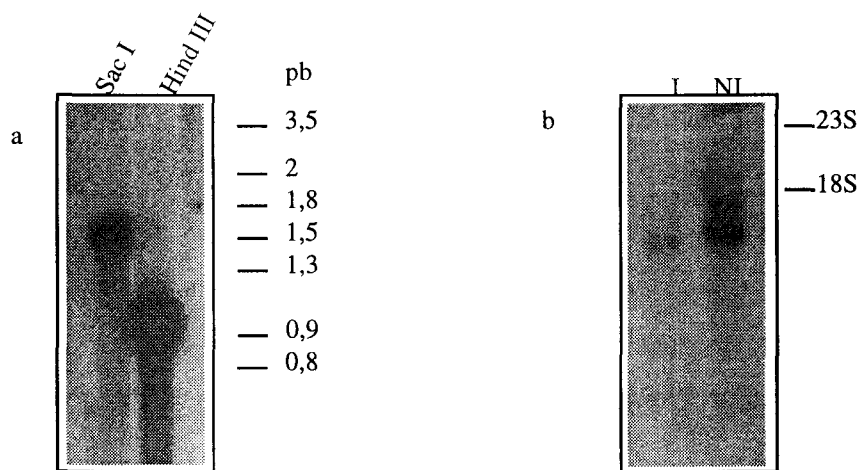 a
Sac I
Hind III
pb
3,5
2
1,8
1,5
1,3
0,9
0,8
b
I
NI
23S
18S